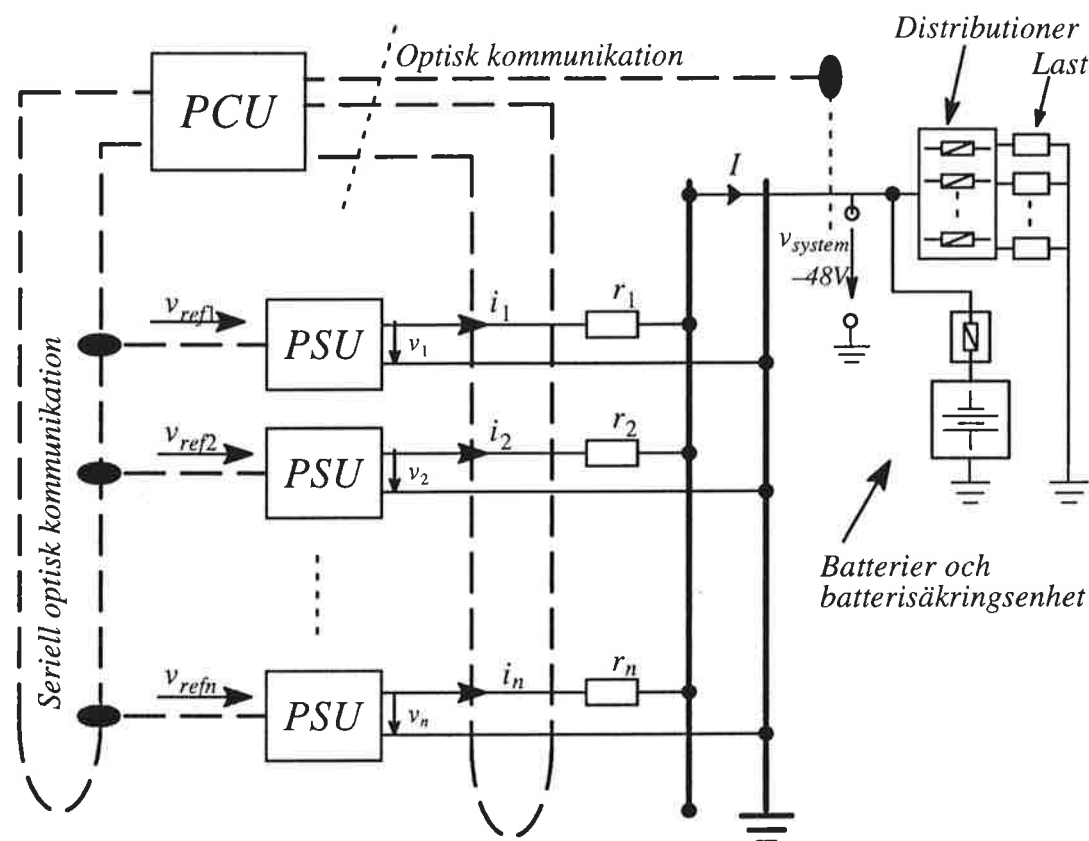 Distributioner
Last
Optisk kommunikation
PCU
I
v_system
–48V
v_ref1
PSU
v_1
i_1
r_1
v_ref2
PSU
v_2
i_2
r_2
Seriell optisk kommunikation
Batterier och
batterisäkringsenhet
v_refn
PSU
v_n
i_n
r_n